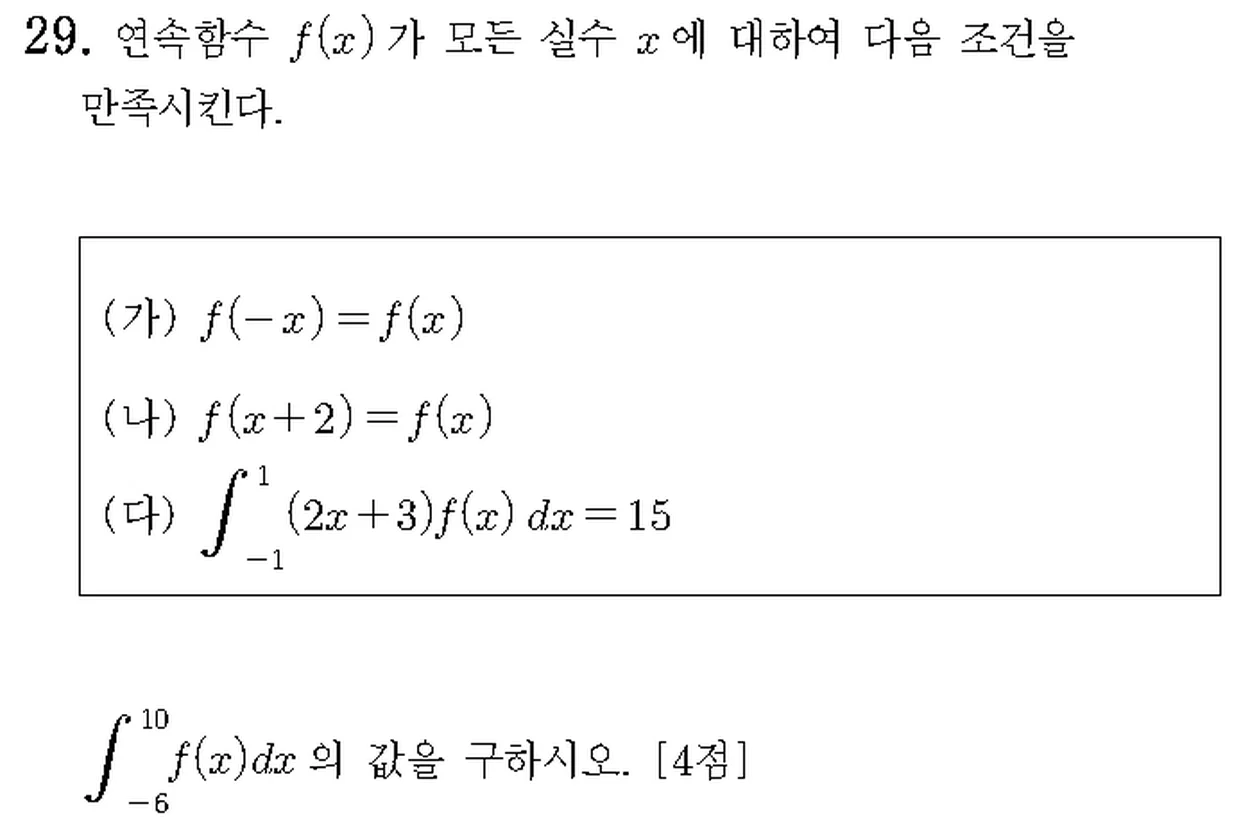 29. 연속함수 f(x)가 모든 실수 x에 대하여 다음 조건을
만족시킨다.
(가) f(-x)=f(x)
(나) f(x+2)=f(x)
(다) ∫_{-1}^{1} (2x+3)f(x) dx=15
∫_{-6}^{10} f(x)dx의 값을 구하시오. [4점]